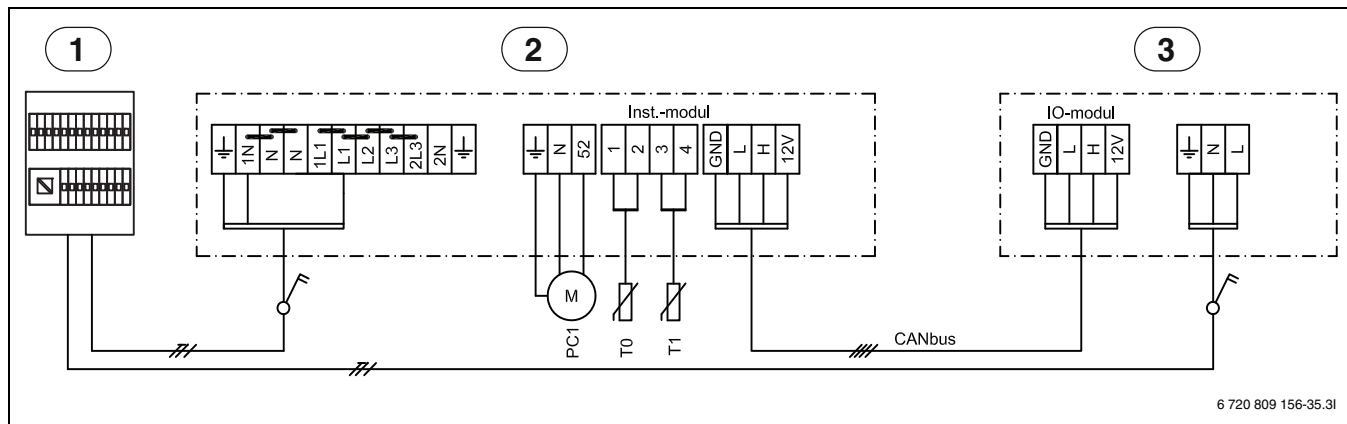 1
2
3
Inst.-modul
IO-modul
1N
N
N
1L1
L1
L2
L3
2L3
2N
N
52
1
2
3
4
GND
L
H
12V
GND
L
H
12V
N
L
M
PC1
T0
T1
CANbus
6 720 809 156-35.3I